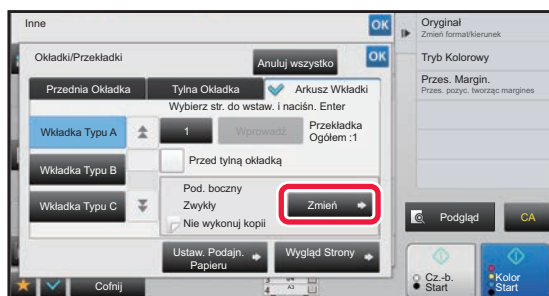 Inne
OK
Okładki/Przekładki
Anuluj wszystko
OK
Przednia Okładka
Tylna Okładka
Arkusz Wkładki
Wybierz str. do wstaw. i naciśn. Enter
Wkładka Typu A
1
Wprowadź
Przekładka
Ogółem :1
Przed tylną okładką
Wkładka Typu B
Pod. boczny
Wkładka Typu C
Zwykły
Zmień
Nie wykonuj kopii
Ustaw. Podajn.
Papieru
Wygląd Strony
Cofnij
A3
4
Oryginał
Zmień format/kierunek
Tryb Kolorowy
Przes. Margin.
Przes. pozyc. tworząc margines
Podgląd
CA
Cz.-b.
Start
Kolor
Start